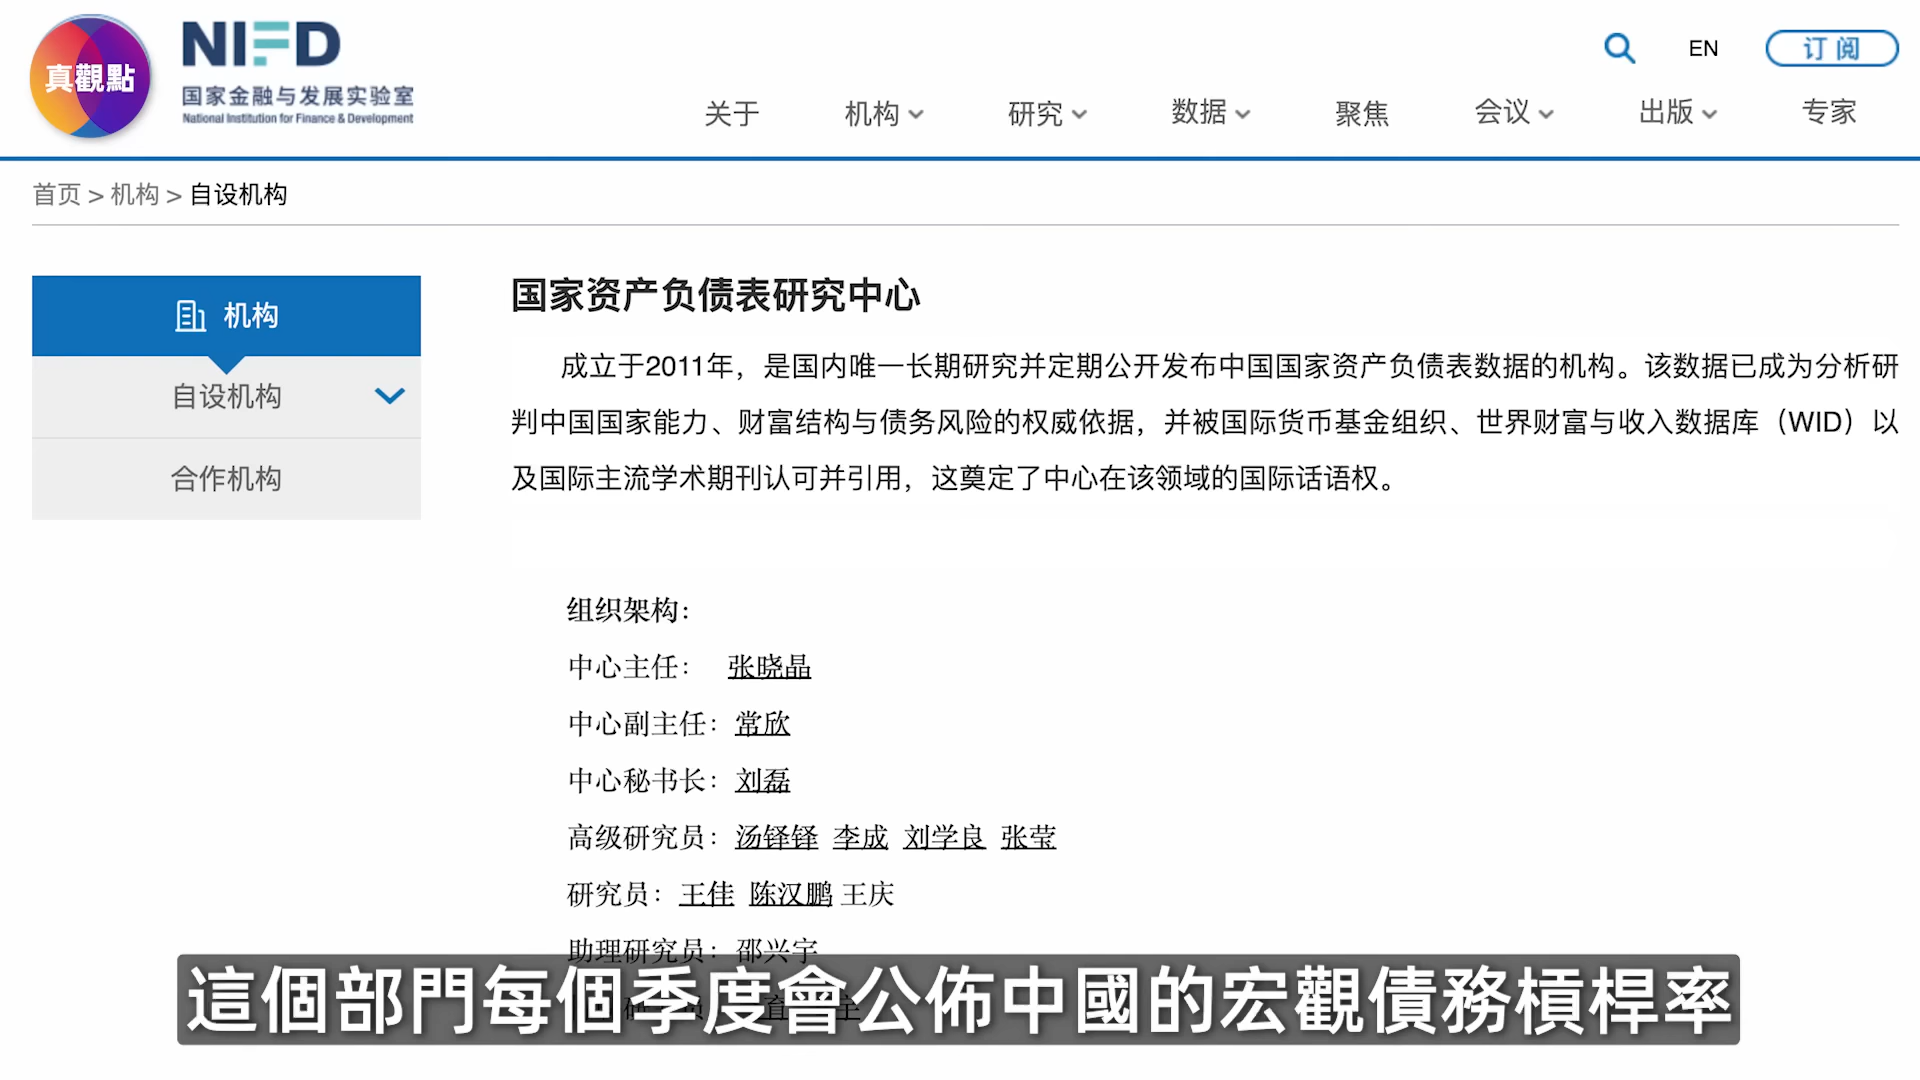 真觀點
NIFD
国家金融与发展实验室
National Institution for Finance & Development
EN
订 阅
关于 机构 研究 数据 聚焦 会议 出版 专家
首页 > 机构 > 自设机构
机构
自设机构
合作机构
国家资产负债表研究中心
成立于2011年，是国内唯一长期研究并定期公开发布中国国家资产负债表数据的机构。该数据已成为分析研
判中国国家能力、财富结构与债务风险的权威依据，并被国际货币基金组织、世界财富与收入数据库（WID）以
及国际主流学术期刊认可并引用，这奠定了中心在该领域的国际话语权。
组织架构：
中心主任： 张晓晶
中心副主任：常欣
中心秘书长：刘磊
高级研究员：汤铎铎 李成 刘学良 张莹
研究员：王佳 陈汉鹏 王庆
助理研究员：邵兴宇
這個部門每個季度會公佈中國的宏觀債務槓桿率